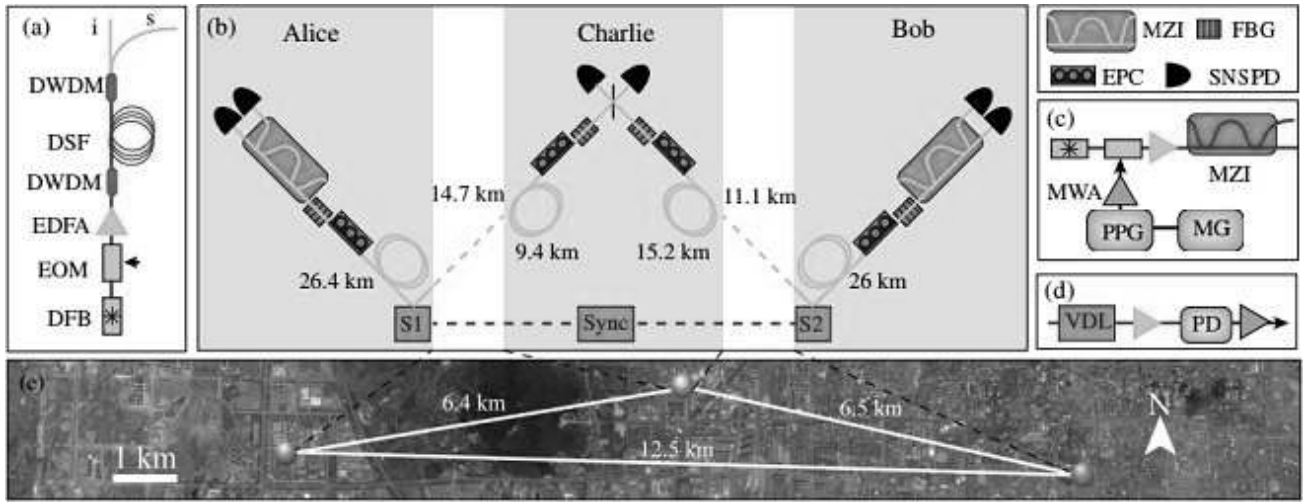 (a)
i
s
DWDM
DSF
DWDM
EDFA
EOM
DFB
(b)
Alice
Charlie
Bob
14.7 km
11.1 km
9.4 km
15.2 km
26.4 km
26 km
S1
Sync
S2
MZI
FBG
EPC
SNSPD
(c)
MZI
MWA
PPG
MG
(d)
VDL
PD
(e)
6.4 km
6.5 km
12.5 km
1 km
N